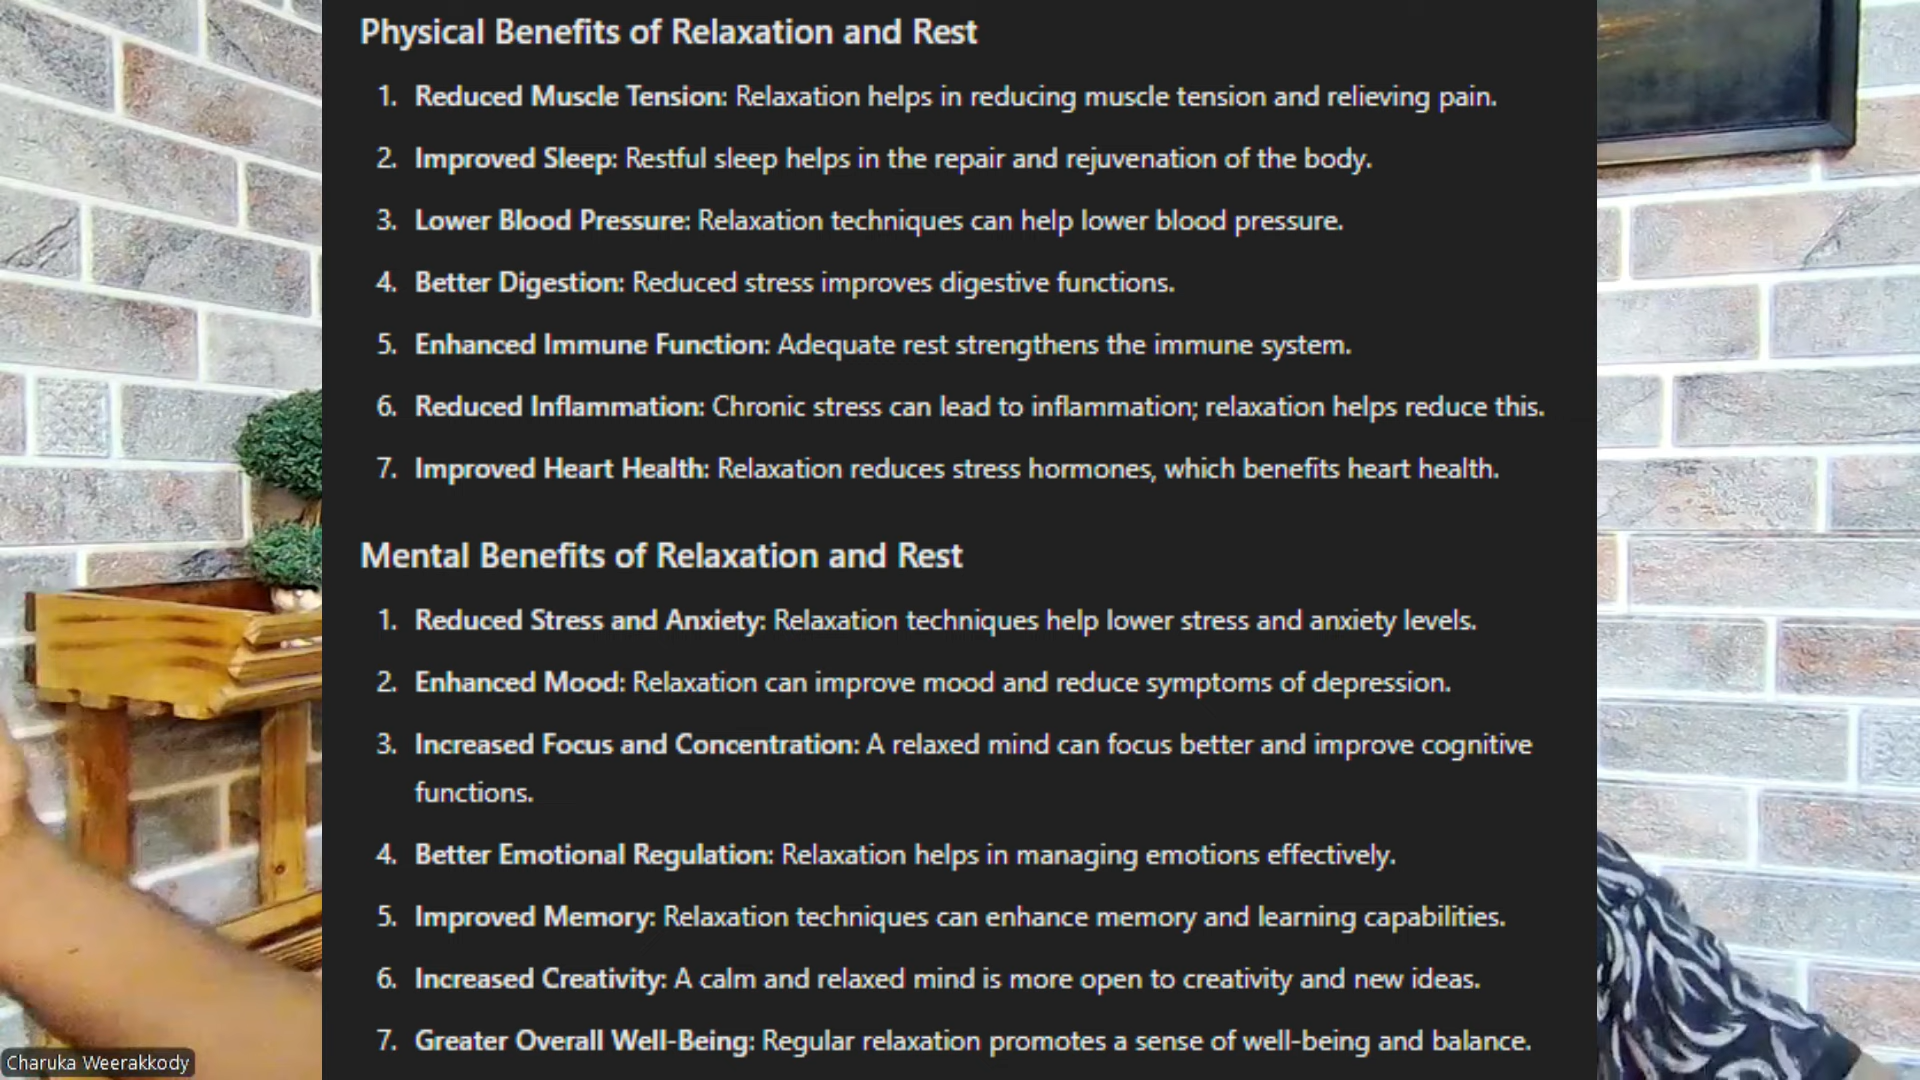 Physical Benefits of Relaxation and Rest
1. Reduced Muscle Tension: Relaxation helps in reducing muscle tension and relieving pain.
2. Improved Sleep: Restful sleep helps in the repair and rejuvenation of the body.
3. Lower Blood Pressure: Relaxation techniques can help lower blood pressure.
4. Better Digestion: Reduced stress improves digestive functions.
5. Enhanced Immune Function: Adequate rest strengthens the immune system.
6. Reduced Inflammation: Chronic stress can lead to inflammation; relaxation helps reduce this.
7. Improved Heart Health: Relaxation reduces stress hormones, which benefits heart health.
Mental Benefits of Relaxation and Rest
1. Reduced Stress and Anxiety: Relaxation techniques help lower stress and anxiety levels.
2. Enhanced Mood: Relaxation can improve mood and reduce symptoms of depression.
3. Increased Focus and Concentration: A relaxed mind can focus better and improve cognitive
functions.
4. Better Emotional Regulation: Relaxation helps in managing emotions effectively.
5. Improved Memory: Relaxation techniques can enhance memory and learning capabilities.
6. Increased Creativity: A calm and relaxed mind is more open to creativity and new ideas.
7. Greater Overall Well-Being: Regular relaxation promotes a sense of well-being and balance.
Charuka Weerakkody